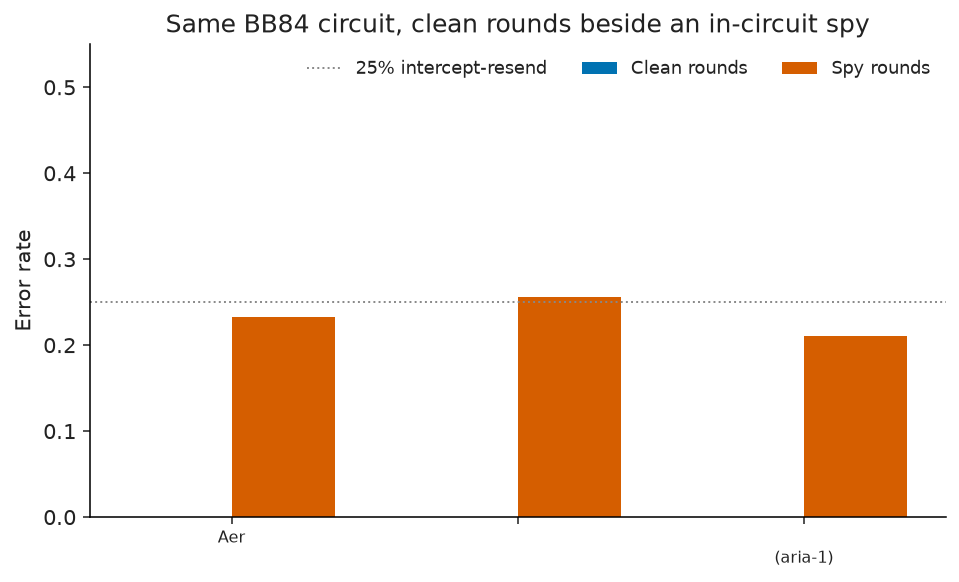 Same BB84 circuit, clean rounds beside an in-circuit spy
25% intercept-resend
Clean rounds
Spy rounds
Error rate
0.5
0.4
0.3
0.2
0.1
0.0
Aer
(aria-1)